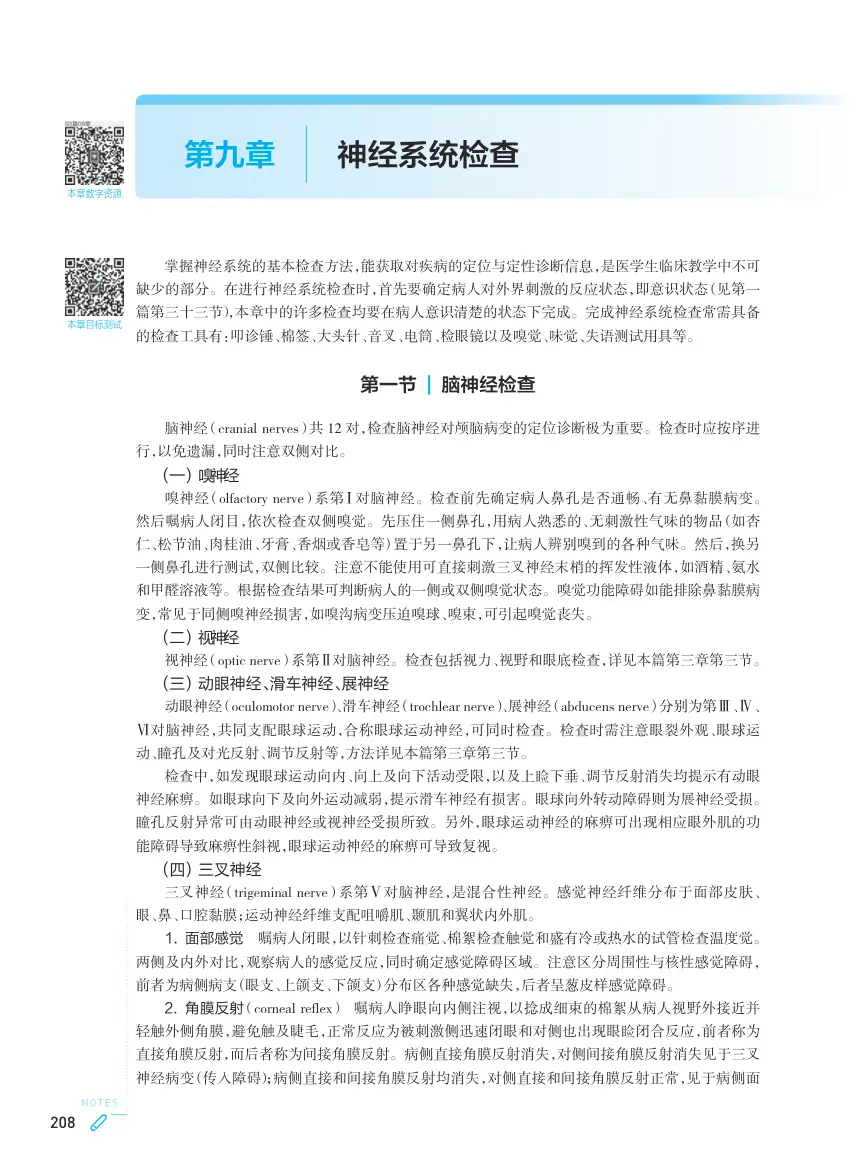 03篇09章
本章数字资源
第九章 神经系统检查
本章目标测试
掌握神经系统的基本检查方法,能获取对疾病的定位与定性诊断信息,是医学生临床教学中不可
缺少的部分。在进行神经系统检查时,首先要确定病人对外界刺激的反应状态,即意识状态(见第一
篇第三十三节),本章中的许多检查均要在病人意识清楚的状态下完成。完成神经系统检查常需具备
的检查工具有:叩诊锤、棉签、大头针、音叉、电筒、检眼镜以及嗅觉、味觉、失语测试用具等。
第一节 脑神经检查
脑神经(cranial nerves)共 12 对,检查脑神经对颅脑病变的定位诊断极为重要。检查时应按序进
行,以免遗漏,同时注意双侧对比。
(一)嗅神经
嗅神经(olfactory nerve)系第Ⅰ对脑神经。检查前先确定病人鼻孔是否通畅、有无鼻黏膜病变。
然后嘱病人闭目,依次检查双侧嗅觉。先压住一侧鼻孔,用病人熟悉的、无刺激性气味的物品(如杏
仁、松节油、肉桂油、牙膏、香烟或香皂等)置于另一鼻孔下,让病人辨别嗅到的各种气味。然后,换另
一侧鼻孔进行测试,双侧比较。注意不能使用可直接刺激三叉神经末梢的挥发性液体,如酒精、氨水
和甲醛溶液等。根据检查结果可判断病人的一侧或双侧嗅觉状态。嗅觉功能障碍如能排除鼻黏膜病
变,常见于同侧嗅神经损害,如嗅沟病变压迫嗅球、嗅束,可引起嗅觉丧失。
(二)视神经
视神经(optic nerve)系第Ⅱ对脑神经。检查包括视力、视野和眼底检查,详见本篇第三章第三节。
(三)动眼神经、滑车神经、展神经
动眼神经(oculomotor nerve)、滑车神经(trochlear nerve)、展神经(abducens nerve)分别为第Ⅲ、Ⅳ、
Ⅵ对脑神经,共同支配眼球运动,合称眼球运动神经,可同时检查。检查时需注意眼裂外观、眼球运
动、瞳孔及对光反射、调节反射等,方法详见本篇第三章第三节。
检查中,如发现眼球运动向内、向上及向下活动受限,以及上睑下垂、调节反射消失均提示有动眼
神经麻痹。如眼球向下及向外运动减弱,提示滑车神经有损害。眼球向外转动障碍则为展神经受损。
瞳孔反射异常可由动眼神经或视神经受损所致。另外,眼球运动神经的麻痹可出现相应眼外肌的功
能障碍导致麻痹性斜视,眼球运动神经的麻痹可导致复视。
(四)三叉神经
三叉神经(trigeminal nerve)系第Ⅴ对脑神经,是混合性神经。感觉神经纤维分布于面部皮肤、
眼、鼻、口腔黏膜;运动神经纤维支配咀嚼肌、颞肌和翼状内外肌。
1. 面部感觉 嘱病人闭眼,以针刺检查痛觉、棉絮检查触觉和盛有冷或热水的试管检查温度觉。
两侧及内外对比,观察病人的感觉反应,同时确定感觉障碍区域。注意区分周围性与核性感觉障碍,
前者为病侧病支(眼支、上颌支、下颌支)分布区各种感觉缺失,后者呈葱皮样感觉障碍。
2. 角膜反射(corneal reflex) 嘱病人睁眼向内侧注视,以捻成细束的棉絮从病人视野外接近并
轻触外侧角膜,避免触及睫毛,正常反应为被刺激侧迅速闭眼和对侧也出现眼睑闭合反应,前者称为
直接角膜反射,而后者称为间接角膜反射。病侧直接角膜反射消失,对侧间接角膜反射消失见于三叉
神经病变(传入障碍);病侧直接和间接角膜反射均消失,对侧直接和间接角膜反射正常,见于病侧面
NOTES
208